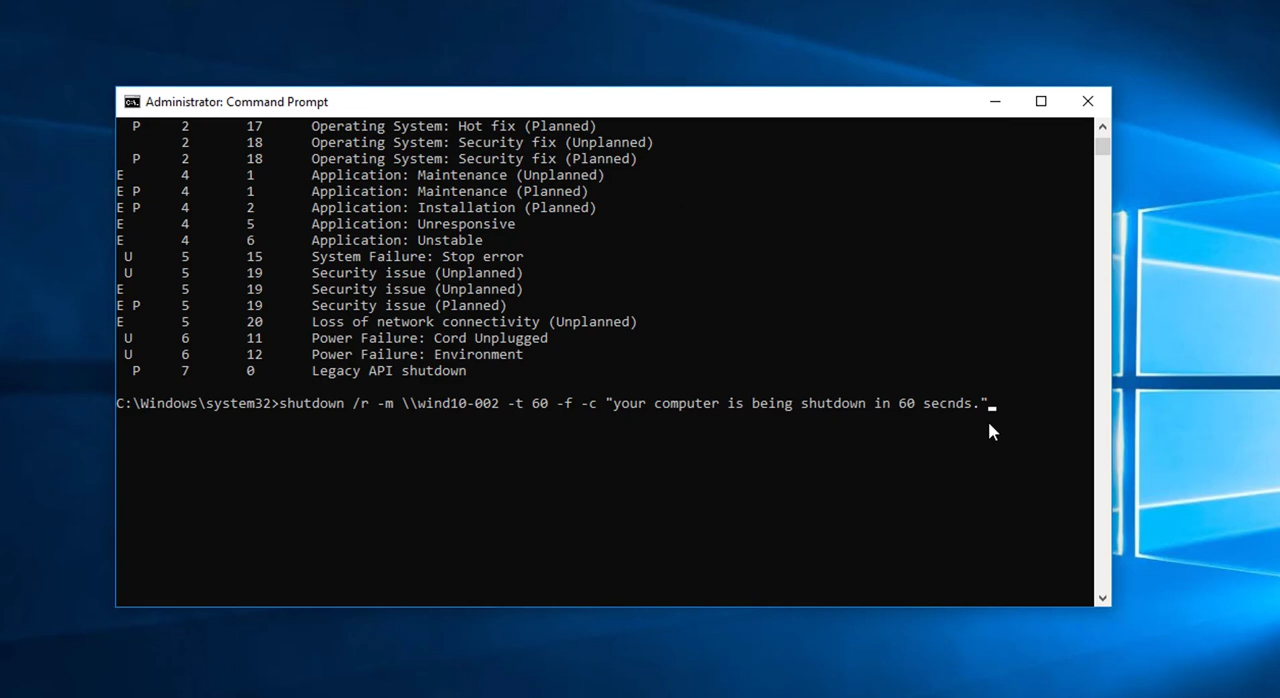 Administrator: Command Prompt
P 2 17 Operating System: Hot fix (Planned)
2 18 Operating System: Security fix (Unplanned)
P 2 18 Operating System: Security fix (Planned)
E 4 1 Application: Maintenance (Unplanned)
E P 4 1 Application: Maintenance (Planned)
E P 4 2 Application: Installation (Planned)
E 4 5 Application: Unresponsive
E 4 6 Application: Unstable
U 5 15 System Failure: Stop error
U 5 19 Security issue (Unplanned)
E 5 19 Security issue (Unplanned)
E P 5 19 Security issue (Planned)
E 5 20 Loss of network connectivity (Unplanned)
U 6 11 Power Failure: Cord Unplugged
U 6 12 Power Failure: Environment
P 7 0 Legacy API shutdown
C:\Windows\system32>shutdown /r -m \\wind10-002 -t 60 -f -c "your computer is being shutdown in 60 secnds."